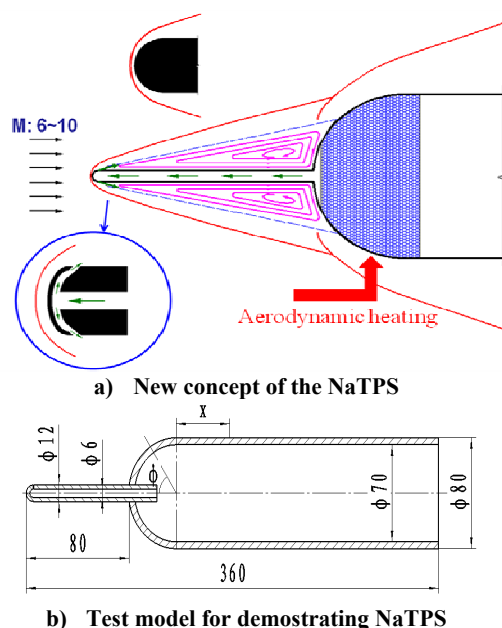 M: 6~10
Aerodynamic heating
a) New concept of the NaTPS
x
φ12
φ6
ϕ
φ70
φ80
80
360
b) Test model for demostrating NaTPS